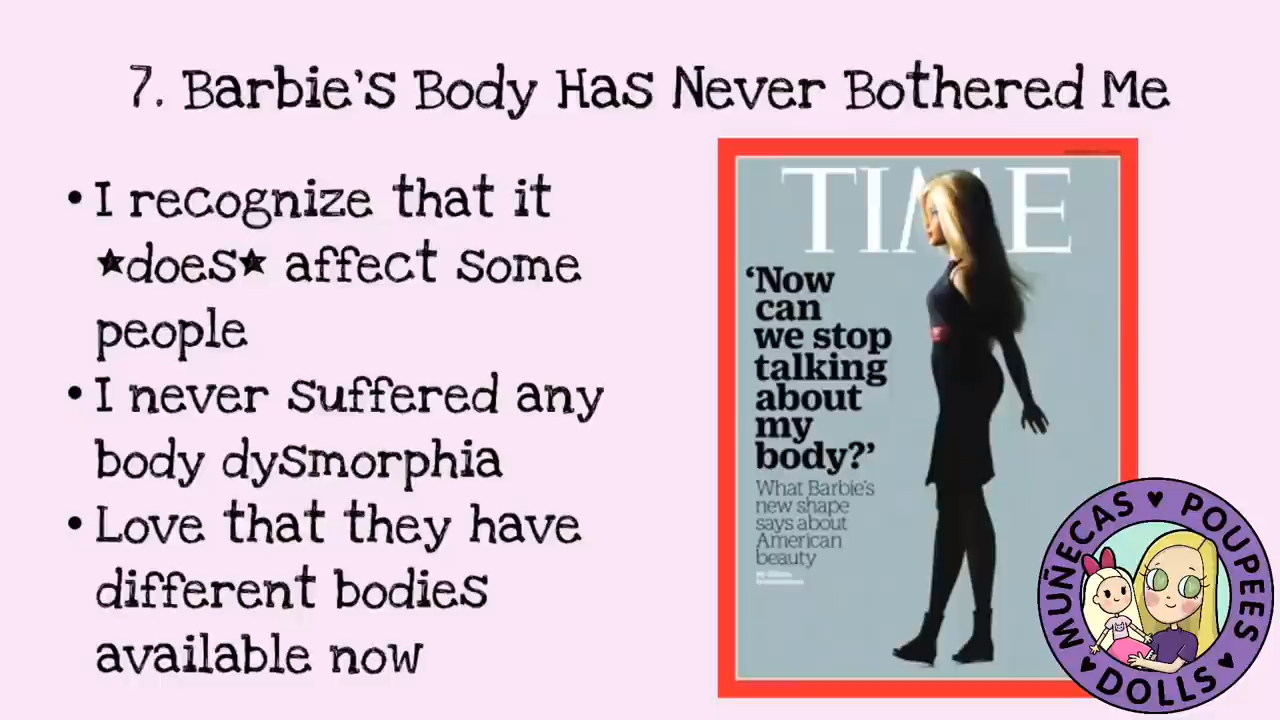 7. Barbie's Body Has Never Bothered Me
• I recognize that it
★does★ affect some
people
• I never suffered any
body dysmorphia
• Love that they have
different bodies
available now
TIME
‘Now
can
we stop
talking
about
my
body?’
What Barbie's
new shape
says about
American
beauty
MUÑECAS ♥ POUPEES ♥ DOLLS ♥